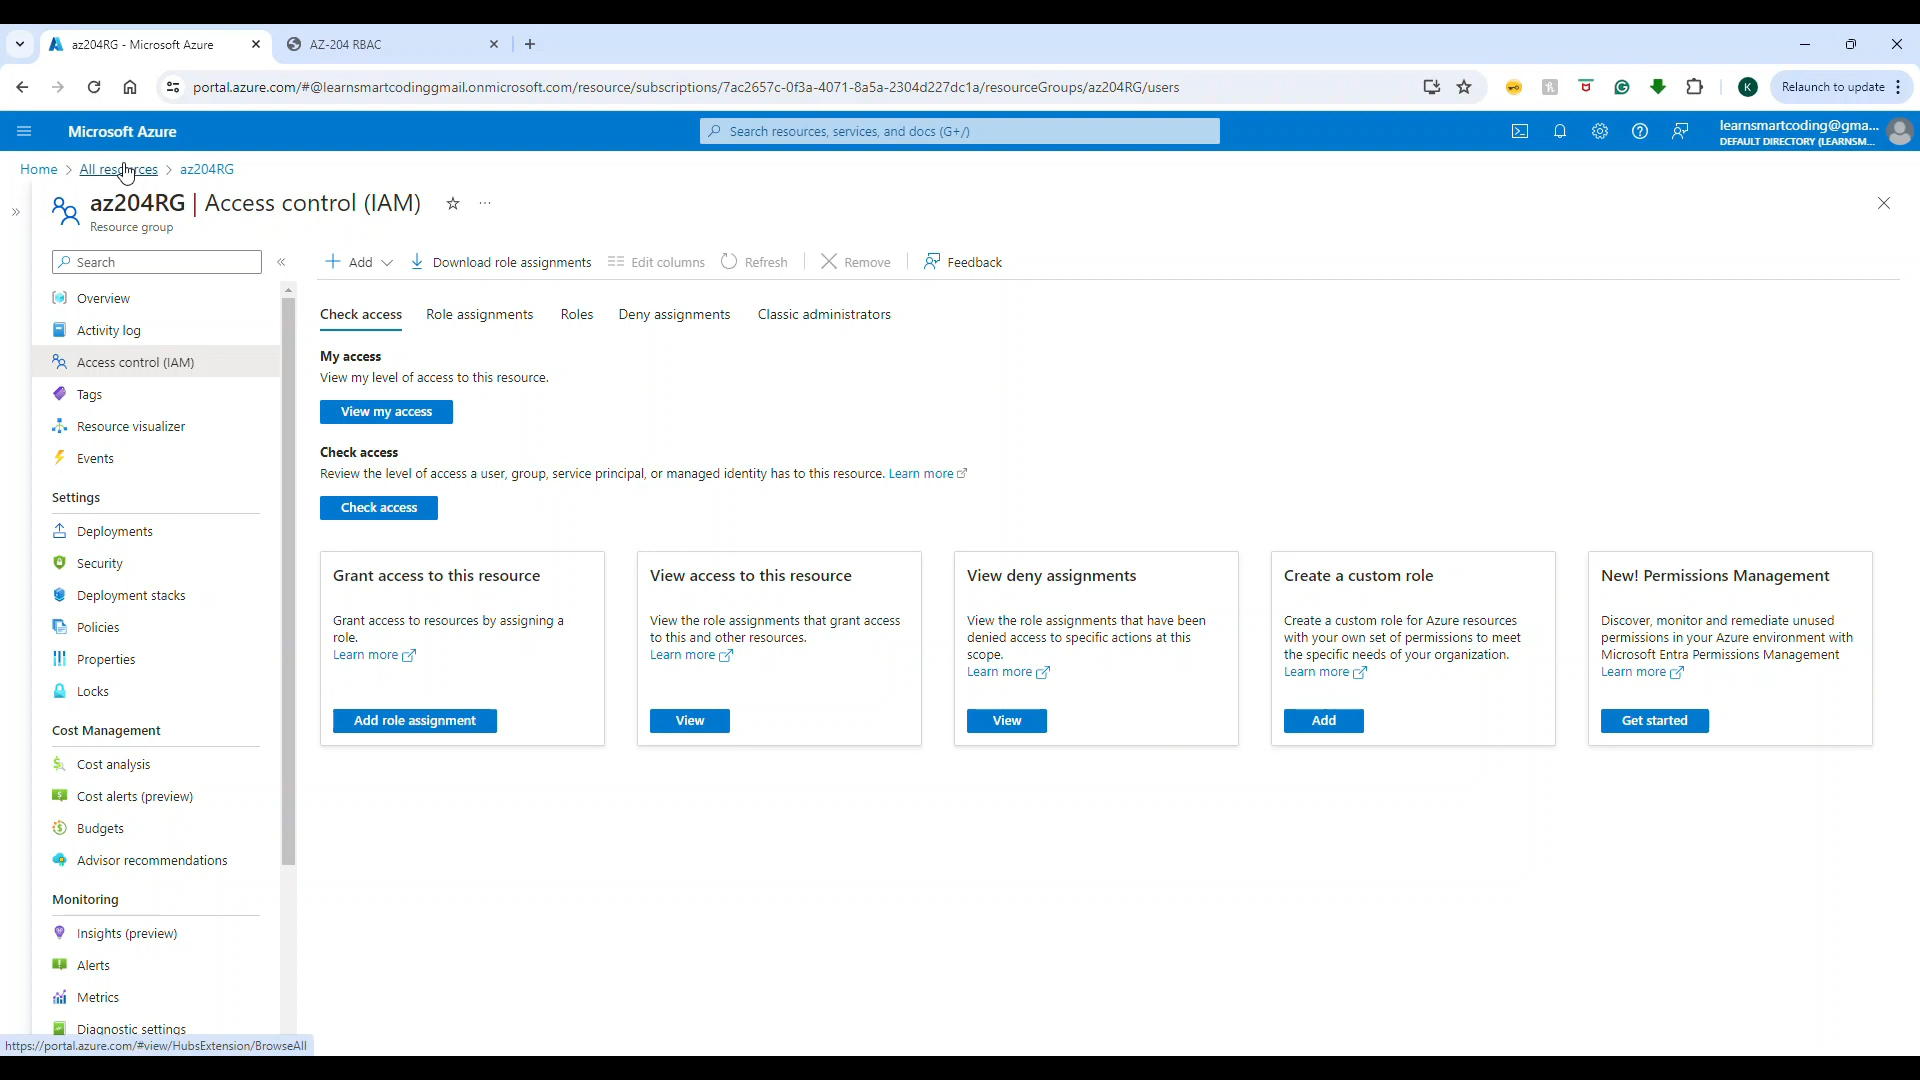 az204RG - Microsoft Azure
AZ-204 RBAC
portal.azure.com/#@learnsmartcodinggmail.onmicrosoft.com/resource/subscriptions/7ac2657c-0f3a-4071-8a5a-2304d227dc1a/resourceGroups/az204RG/users
K
Relaunch to update
Microsoft Azure
Search resources, services, and docs (G+/)
learnsmartcoding@gma...
DEFAULT DIRECTORY (LEARNSM...
Home > All resources > az204RG
az204RG | Access control (IAM)
Resource group
Search
Add
Download role assignments
Edit columns
Refresh
Remove
Feedback
Overview
Activity log
Access control (IAM)
Tags
Resource visualizer
Events
Settings
Deployments
Security
Deployment stacks
Policies
Properties
Locks
Cost Management
Cost analysis
Cost alerts (preview)
Budgets
Advisor recommendations
Monitoring
Insights (preview)
Alerts
Metrics
Diagnostic settings
Check access
Role assignments
Roles
Deny assignments
Classic administrators
My access
View my level of access to this resource.
View my access
Check access
Review the level of access a user, group, service principal, or managed identity has to this resource. Learn more
Check access
Grant access to this resource
Grant access to resources by assigning a
role.
Learn more
Add role assignment
View access to this resource
View the role assignments that grant access
to this and other resources.
Learn more
View
View deny assignments
View the role assignments that have been
denied access to specific actions at this
scope.
Learn more
View
Create a custom role
Create a custom role for Azure resources
with your own set of permissions to meet
the specific needs of your organization.
Learn more
Add
New! Permissions Management
Discover, monitor and remediate unused
permissions in your Azure environment with
Microsoft Entra Permissions Management
Learn more
Get started
https://portal.azure.com/#view/HubsExtension/BrowseAll